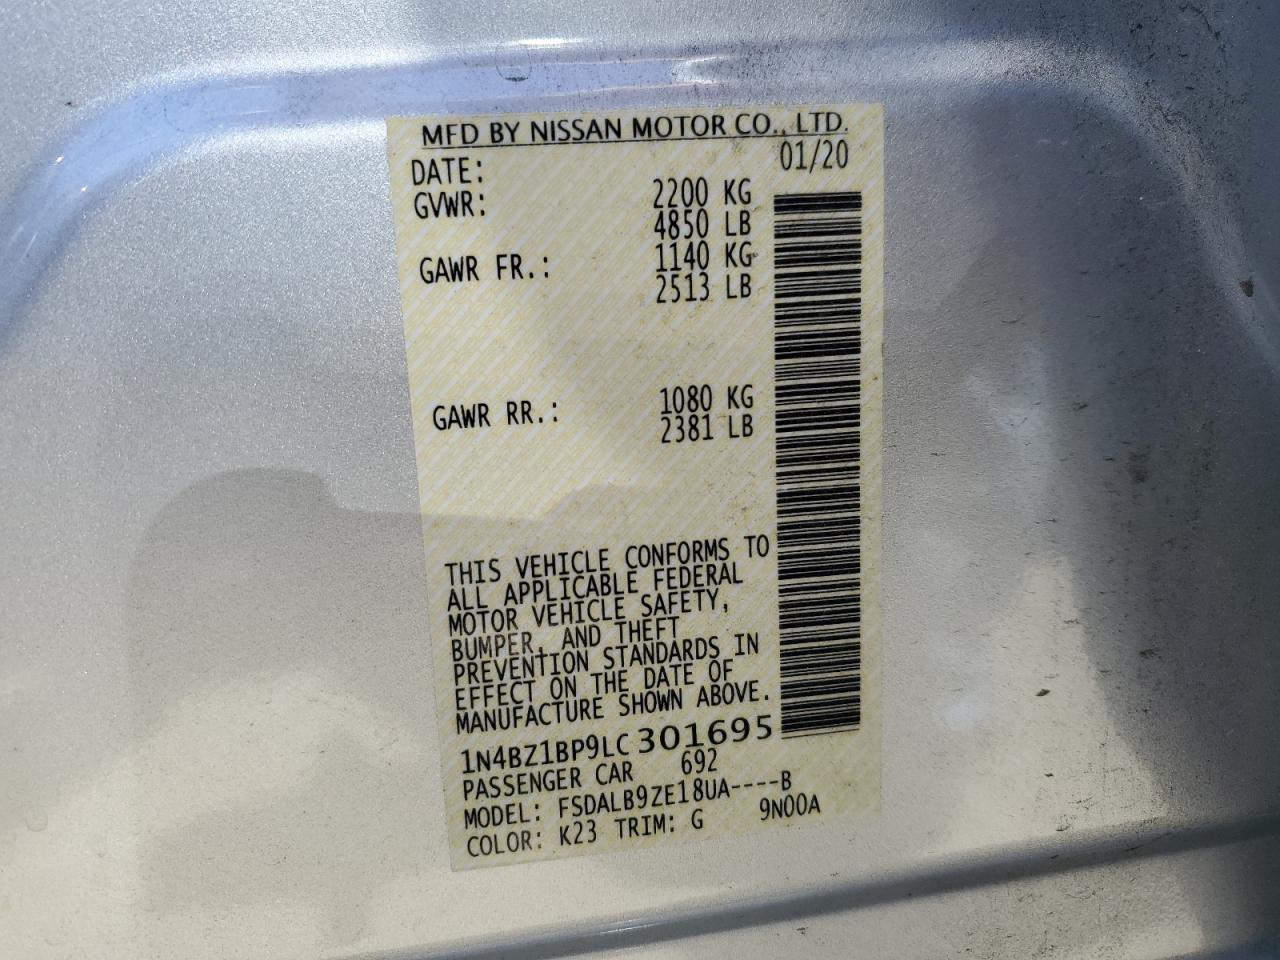 MFD BY NISSAN MOTOR CO., LTD.
DATE: 01/20
GVWR: 2200 KG
4850 LB
GAWR FR.: 1140 KG
2513 LB
GAWR RR.: 1080 KG
2381 LB
THIS VEHICLE CONFORMS TO
ALL APPLICABLE FEDERAL
MOTOR VEHICLE SAFETY,
BUMPER, AND THEFT
PREVENTION STANDARDS IN
EFFECT ON THE DATE OF
MANUFACTURE SHOWN ABOVE.
1N4BZ1BP9LC301695
PASSENGER CAR 692
MODEL: FSDALB9ZE18UA----B
COLOR: K23 TRIM: G 9N00A